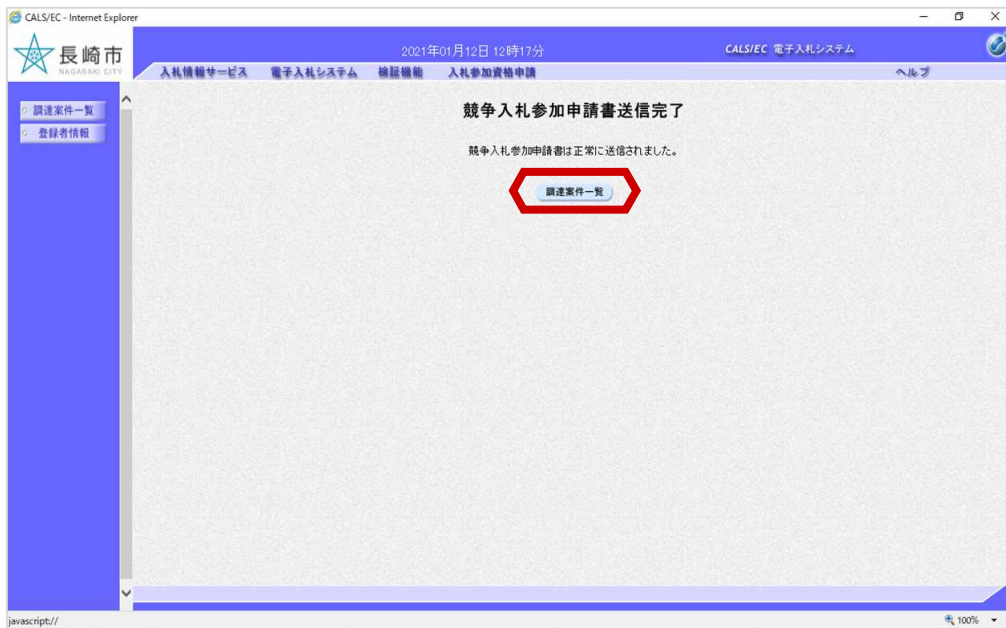 CALS/EC - Internet Explorer
長崎市
NAGASAKI CITY
2021年01月12日 12時17分
CALS/EC 電子入札システム
入札情報サービス 電子入札システム 検証機能 入札参加資格申請 ヘルプ
調達案件一覧
登録者情報
競争入札参加申請書送信完了
競争入札参加申請書は正常に送信されました。
調達案件一覧
javascript://
100%